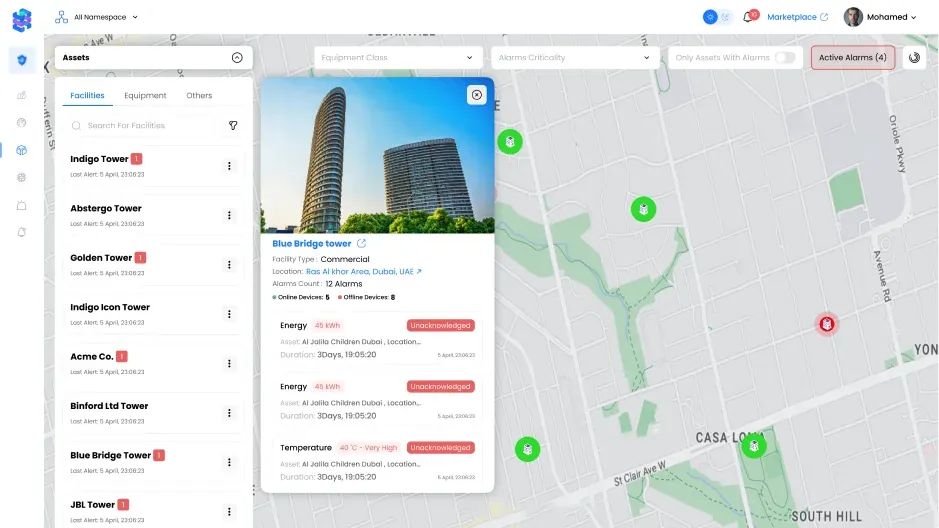 All Namespace
Marketplace
Mohamed
Assets
Equipment Class
Alarms Criticality
Only Assets With Alarms
Active Alarms (4)
Facilities
Equipment
Others
Search For Facilities
Indigo Tower 1
Last Alert: 5 April, 23:06:23
Abstergo Tower
Last Alert: 5 April, 23:06:23
Golden Tower 1
Last Alert: 5 April, 23:06:23
Indigo Icon Tower
Last Alert: 5 April, 23:06:23
Acme Co. 1
Last Alert: 5 April, 23:06:23
Binford Ltd Tower
Last Alert: 5 April, 23:06:23
Blue Bridge Tower 1
Last Alert: 5 April, 23:06:23
JBL Tower 1
Last Alert: 5 April, 23:06:23
Blue Bridge tower
Facility Type : Commercial
Location: Ras Al khor Area, Dubai, UAE
Alarms Count : 12 Alarms
Online Devices: 5 Offline Devices: 8
Energy 45 kWh Unacknowledged
Asset: Al Jalila Children Dubai , Location...
Duration: 3Days, 19:05:20 5 April, 23:06:23
Energy 45 kWh Unacknowledged
Asset: Al Jalila Children Dubai , Location...
Duration: 3Days, 19:05:20 5 April, 23:06:23
Temperature 40 °C - Very High Unacknowledged
Asset: Al Jalila Children Dubai , Location...
Duration: 3Days, 19:05:20 5 April, 23:06:23
Oriole Pkwy
Avenue Rd
YON
CASA LOMA
St Clair Ave W
SOUTH HILL